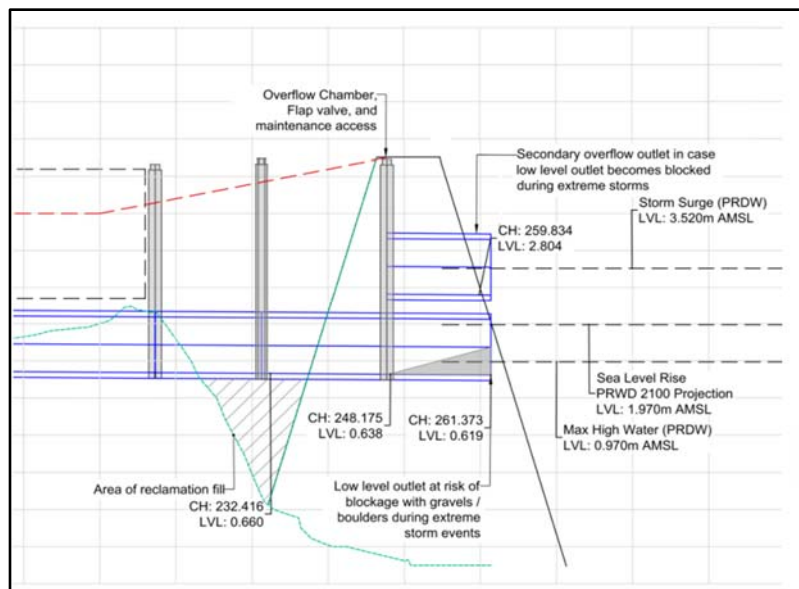 Overflow Chamber,
Flap valve, and
maintenance access
Secondary overflow outlet in case
low level outlet becomes blocked
during extreme storms
Storm Surge (PRDW)
LVL: 3.520m AMSL
CH: 259.834
LVL: 2.804
Sea Level Rise
PRWD 2100 Projection
LVL: 1.970m AMSL
CH: 248.175
LVL: 0.638
CH: 261.373
LVL: 0.619
Max High Water (PRDW)
LVL: 0.970m AMSL
Area of reclamation fill
CH: 232.416
LVL: 0.660
Low level outlet at risk of
blockage with gravels /
boulders during extreme
storm events